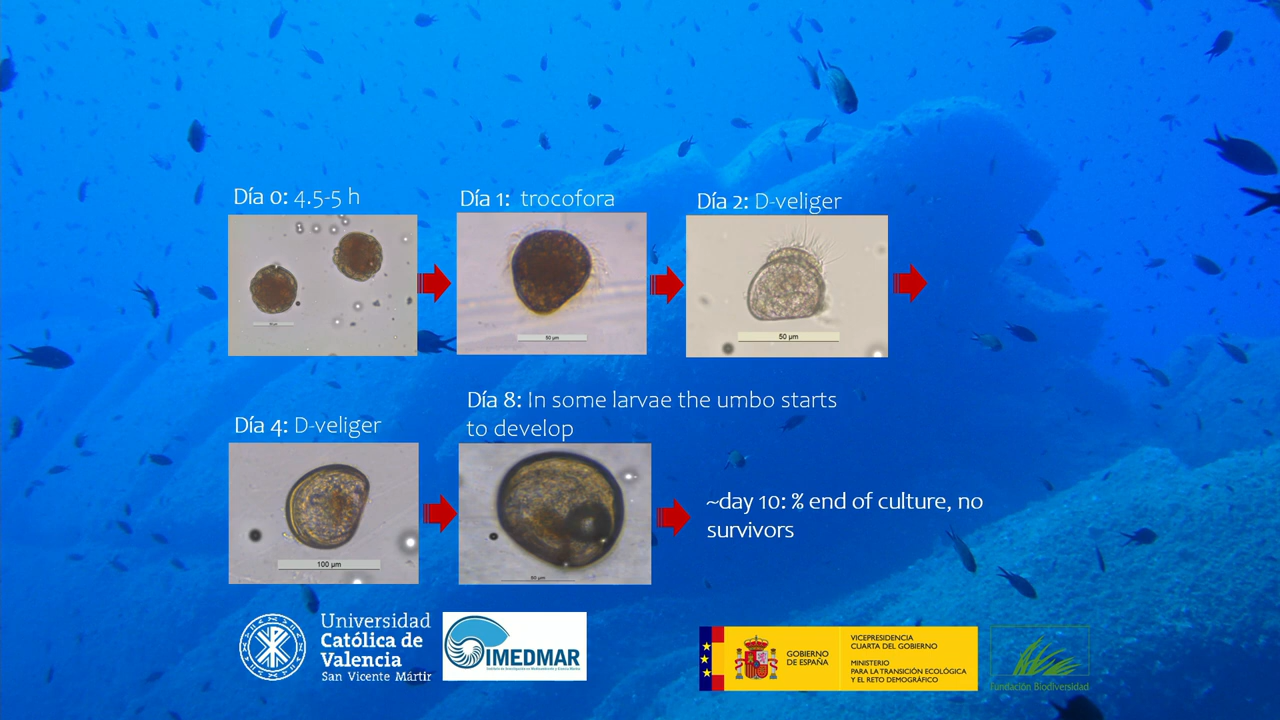 Día 0: 4.5-5 h
Día 1: trocofora
Día 2: D-veliger
50 µm
50 µm
Día 4: D-veliger
Día 8: In some larvae the umbo starts
to develop
100 µm
~day 10: % end of culture, no
survivors
Universidad
Católica de
Valencia
San Vicente Mártir
IMEDMAR
GOBIERNO
DE ESPAÑA
VICEPRESIDENCIA
CUARTA DEL GOBIERNO
MINISTERIO
PARA LA TRANSICIÓN ECOLÓGICA
Y EL RETO DEMOGRÁFICO
Fundación Biodiversidad